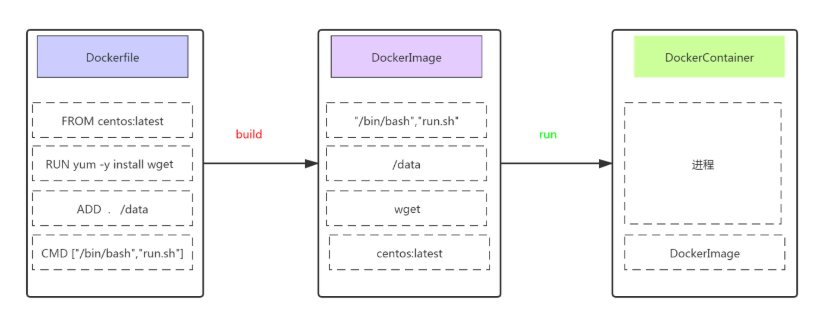 Dockerfile
FROM centos:latest
RUN yum -y install wget
ADD . /data
CMD ["/bin/bash","run.sh"]
build
DockerImage
"/bin/bash","run.sh"
/data
wget
centos:latest
run
DockerContainer
进程
DockerImage